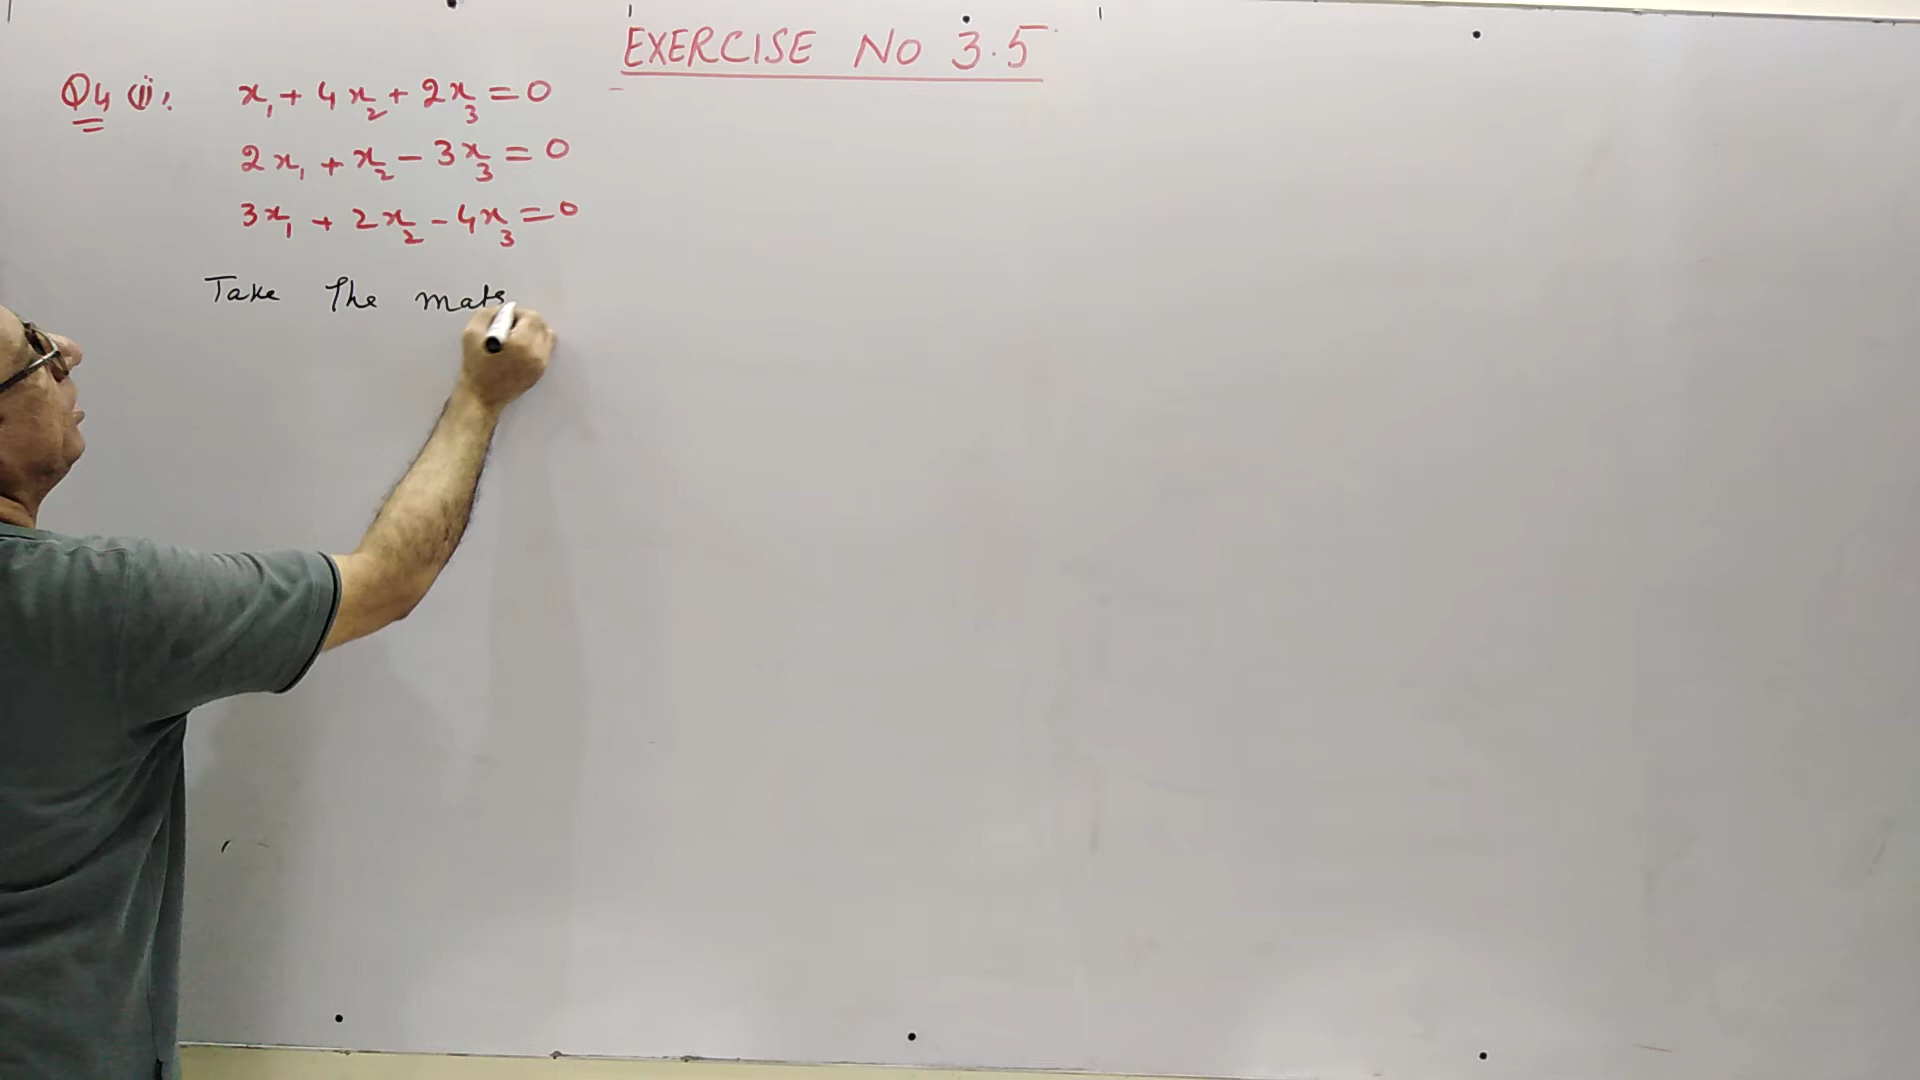 EXERCISE NO 3.5
Q4 (ii). x₁ + 4x₂ + 2x₃ = 0
2x₁ + x₂ - 3x₃ = 0
3x₁ + 2x₂ - 4x₃ = 0
Take The